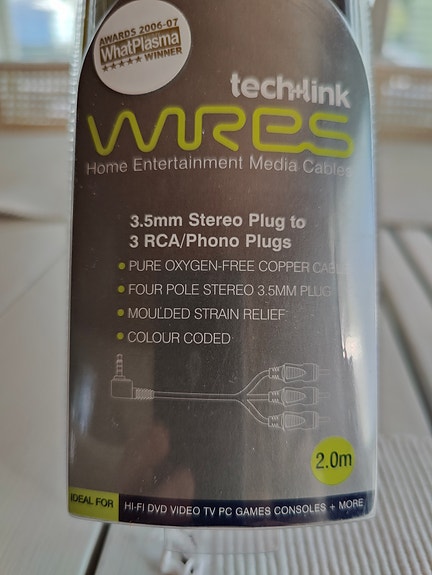 AWARDS 2006-07
WhatPlasma
★★★★★
WINNER
tech+link
WIRES
Home Entertainment Media Cables
3.5mm Stereo Plug to
3 RCA/Phono Plugs
• PURE OXYGEN-FREE COPPER CABLE
• FOUR POLE STEREO 3.5MM PLUG
• MOULDED STRAIN RELIEF
• COLOUR CODED
2.0m
IDEAL FOR HI-FI DVD VIDEO TV PC GAMES CONSOLES + MORE